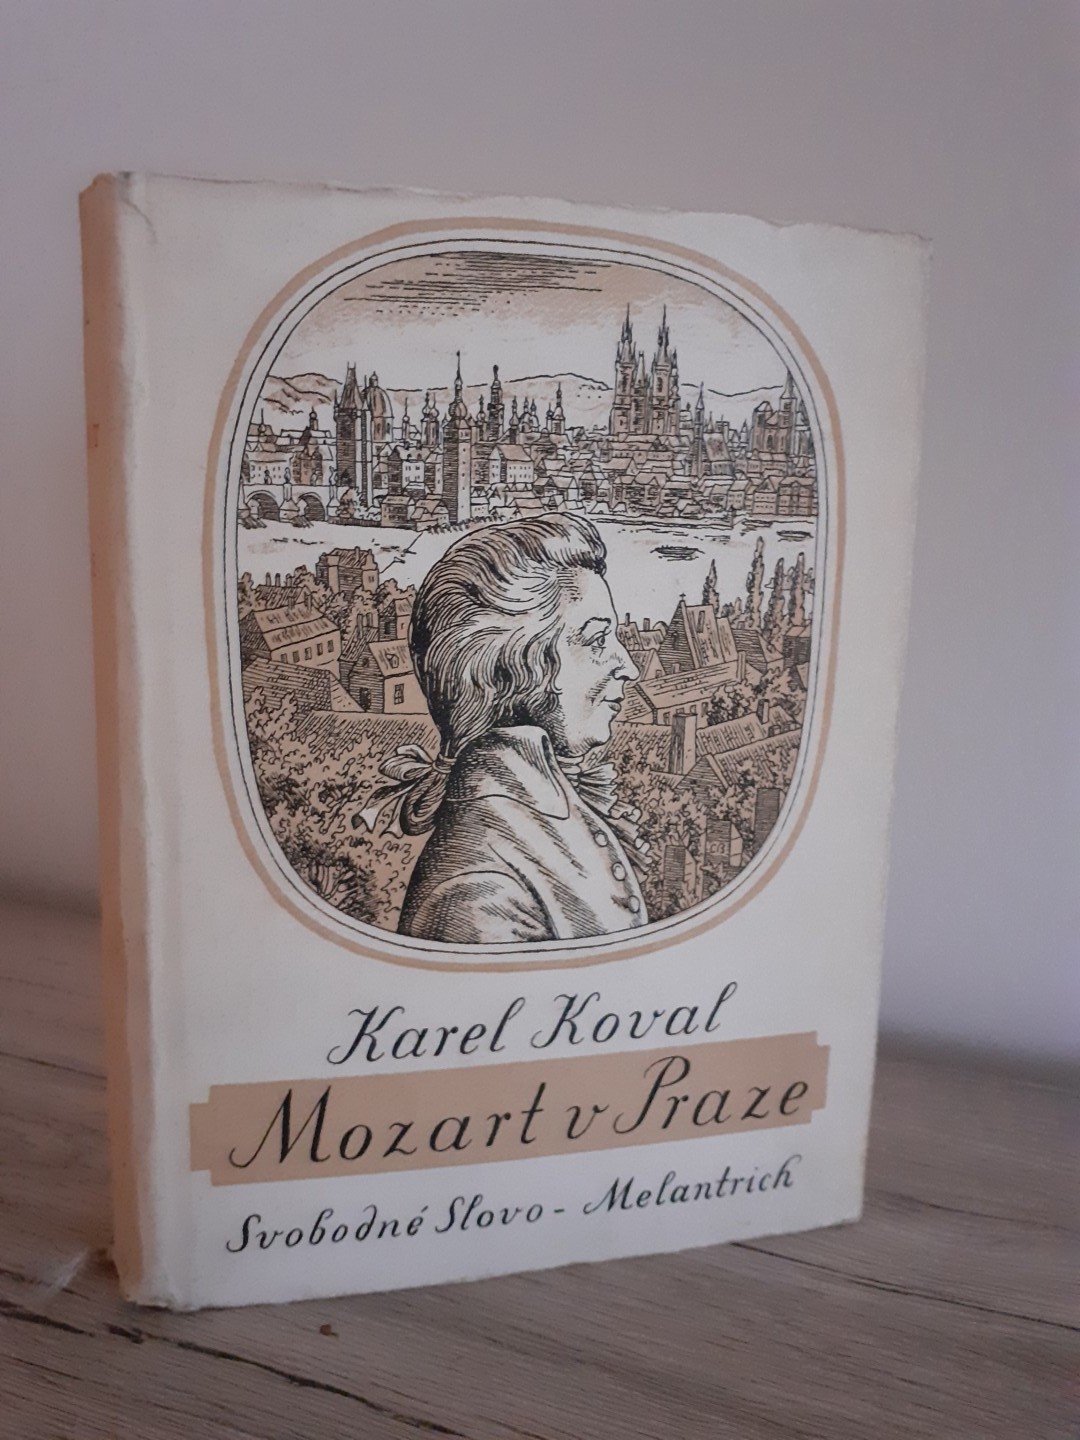 Karel Koval
Mozart v Praze
Svobodné Slovo - Melantrich